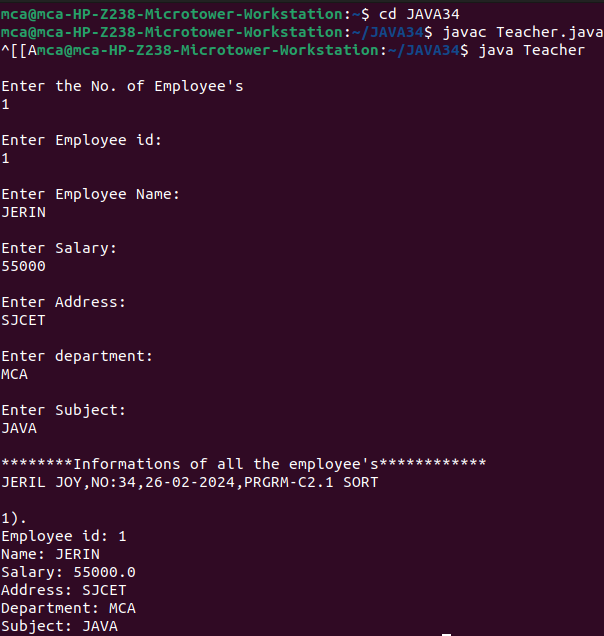 mca@mca-HP-Z238-Microtower-Workstation:~$ cd JAVA34
mca@mca-HP-Z238-Microtower-Workstation:~/JAVA34$ javac Teacher.java
^[[Amca@mca-HP-Z238-Microtower-Workstation:~/JAVA34$ java Teacher
Enter the No. of Employee's
1
Enter Employee id:
1
Enter Employee Name:
JERIN
Enter Salary:
55000
Enter Address:
SJCET
Enter department:
MCA
Enter Subject:
JAVA
********Informations of all the employee's************
JERIL JOY,NO:34,26-02-2024,PRGRM-C2.1 SORT
1).
Employee id: 1
Name: JERIN
Salary: 55000.0
Address: SJCET
Department: MCA
Subject: JAVA